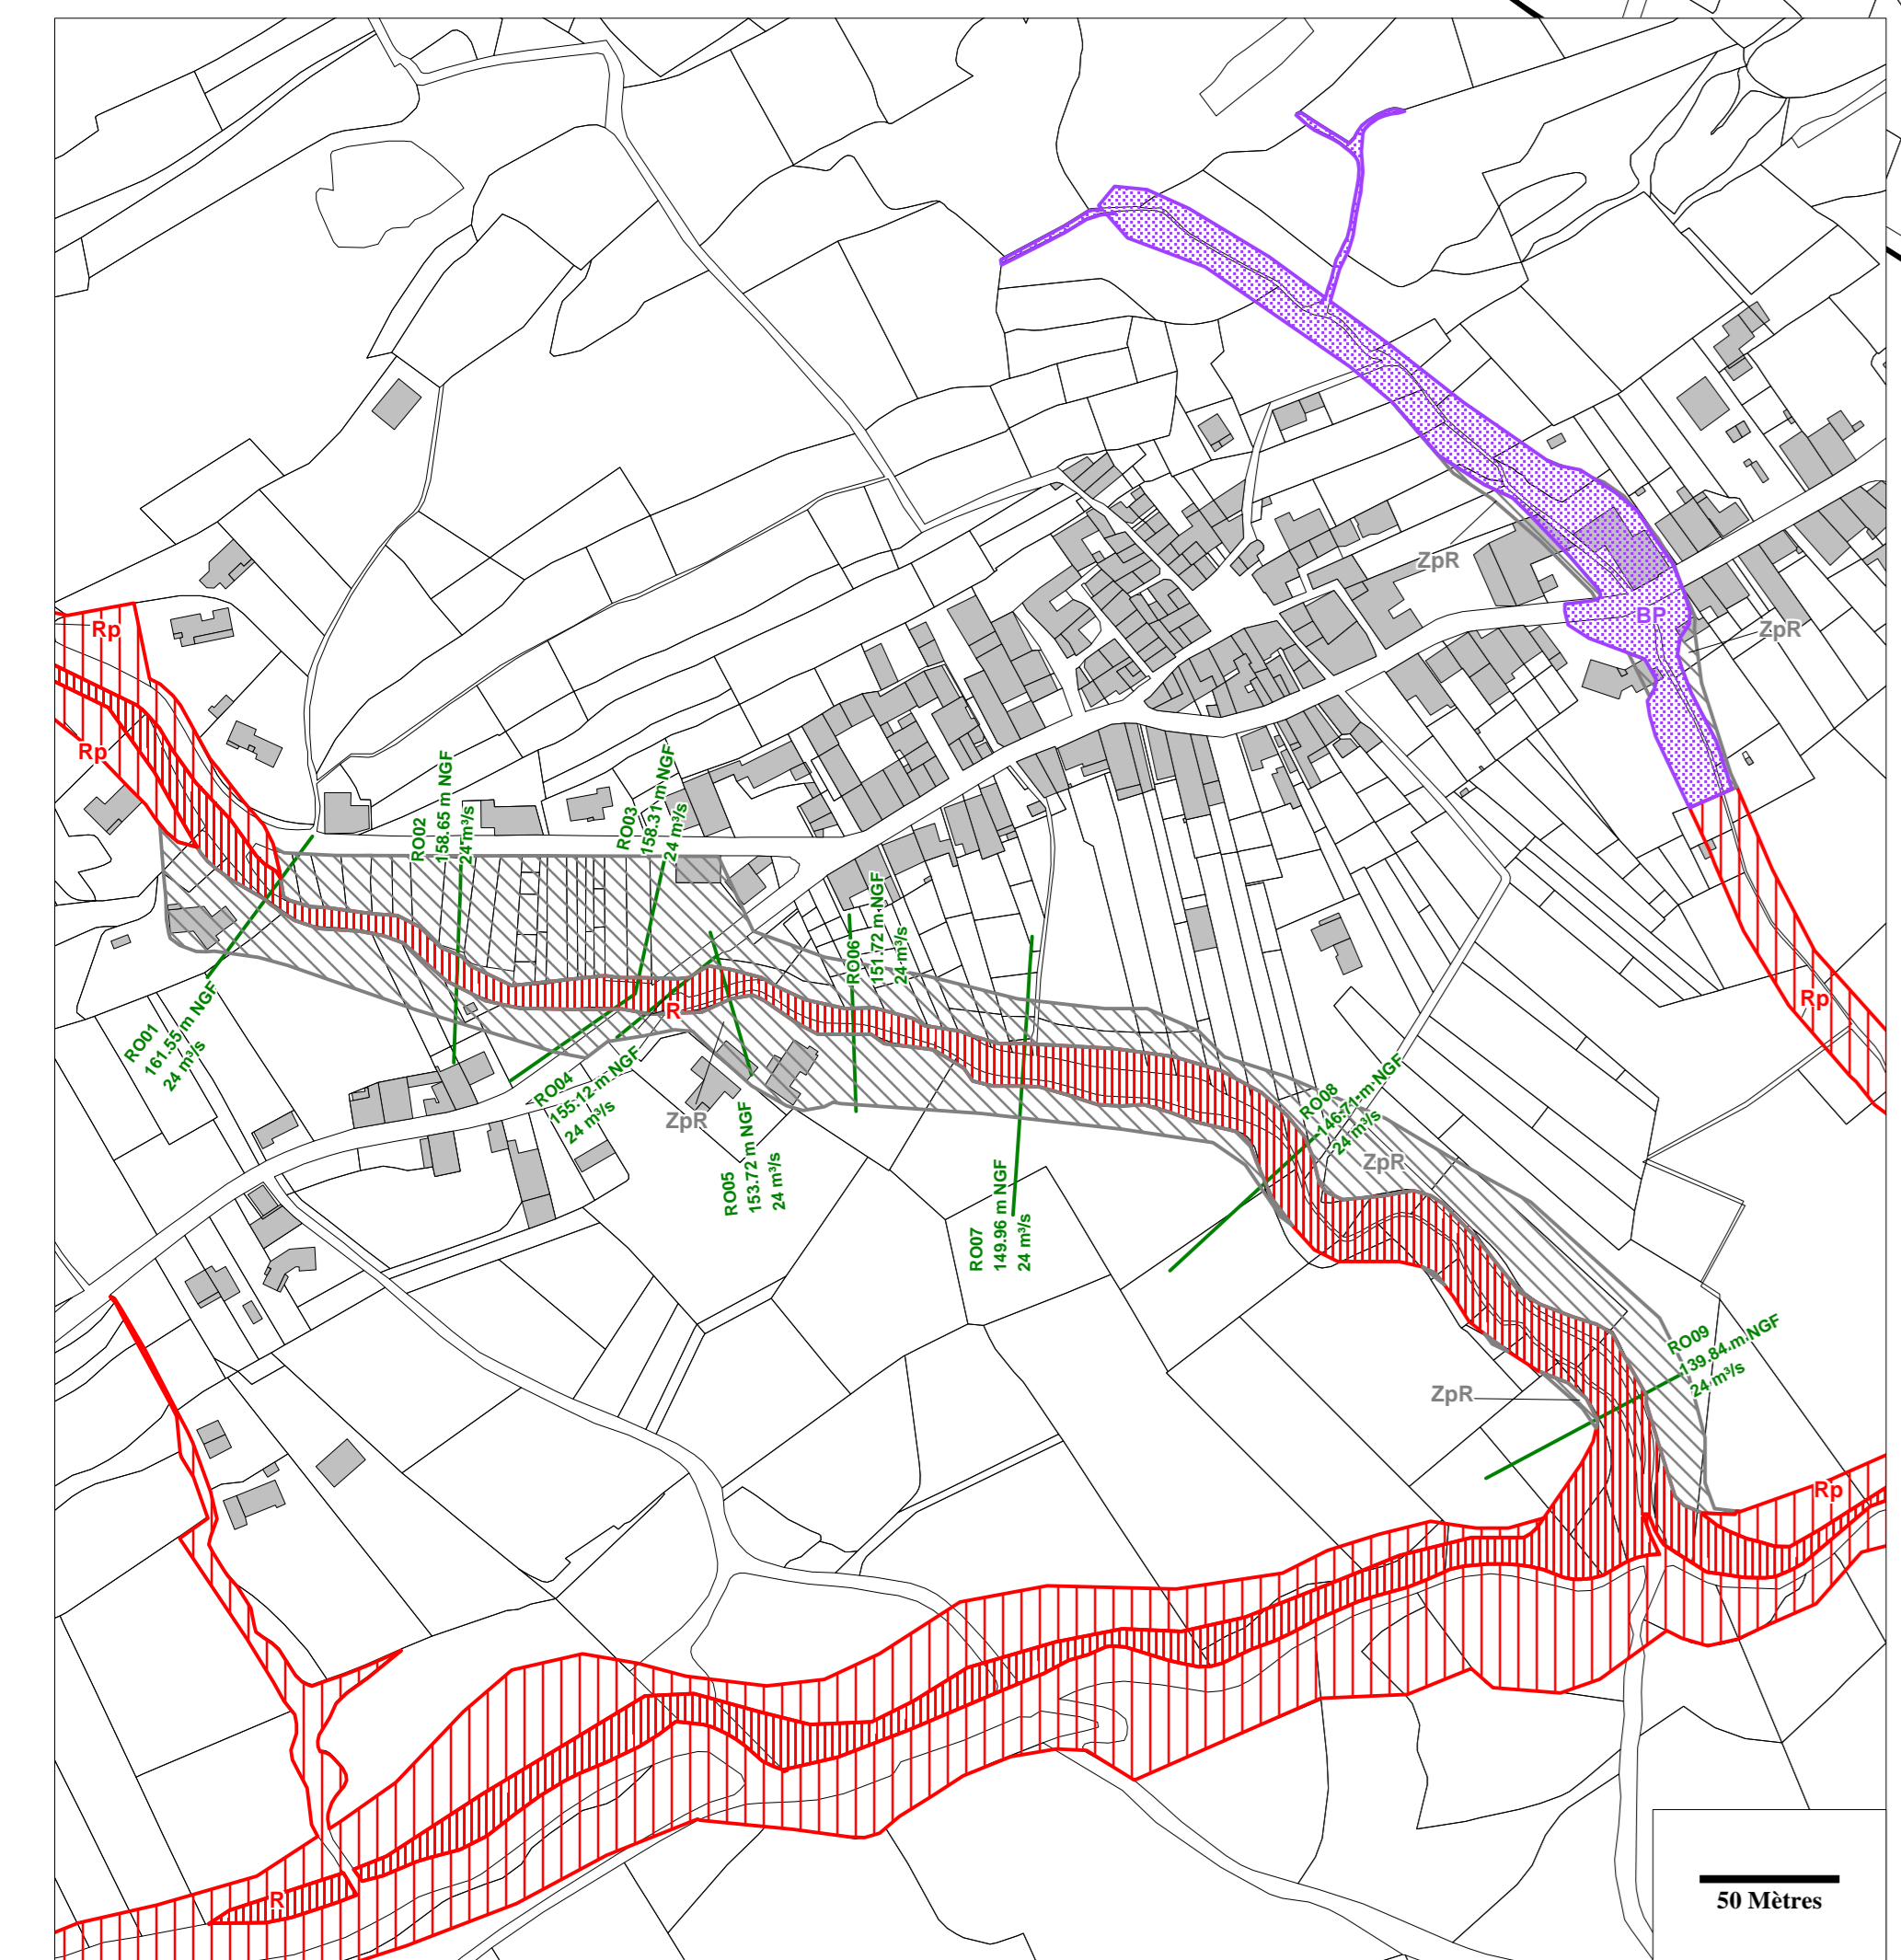 ZpR
BP
ZpR
Rp
Rp
RO02
158.65 m NGF
24 m³/s
RO03
158.31 m NGF
24 m³/s
RO06
151.72 m NGF
24 m³/s
R
Rp
RO01
161.55 m NGF
24 m³/s
RO04
155.12 m NGF
24 m³/s
ZpR
RO05
153.72 m NGF
24 m³/s
RO07
149.96 m NGF
24 m³/s
RO08
146.71 m NGF
24 m³/s
ZpR
RO09
139.84 m NGF
24 m³/s
ZpR
Rp
R
50 Mètres